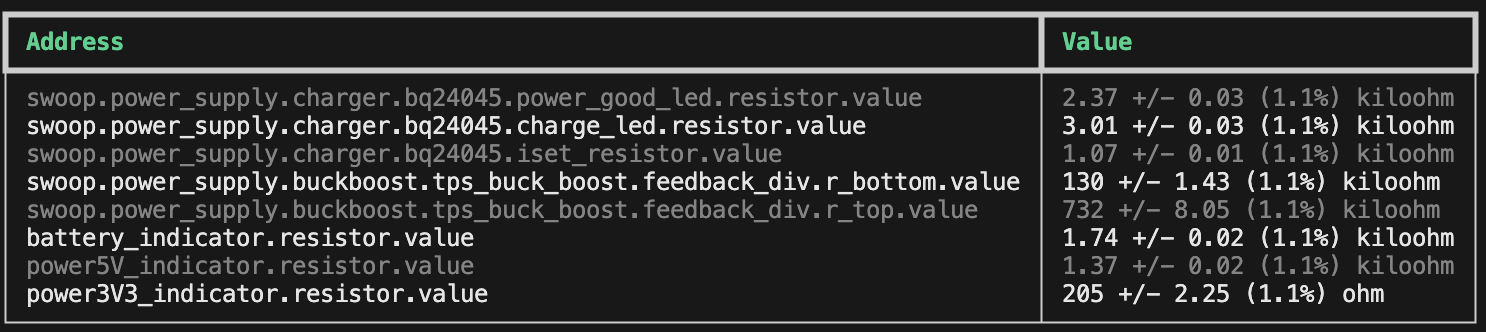 Address Value
swoop.power_supply.charger.bq24045.power_good_led.resistor.value 2.37 +/- 0.03 (1.1%) kiloohm
swoop.power_supply.charger.bq24045.charge_led.resistor.value 3.01 +/- 0.03 (1.1%) kiloohm
swoop.power_supply.charger.bq24045.iset_resistor.value 1.07 +/- 0.01 (1.1%) kiloohm
swoop.power_supply.buckboost.tps_buck_boost.feedback_div.r_bottom.value 130 +/- 1.43 (1.1%) kiloohm
swoop.power_supply.buckboost.tps_buck_boost.feedback_div.r_top.value 732 +/- 8.05 (1.1%) kiloohm
battery_indicator.resistor.value 1.74 +/- 0.02 (1.1%) kiloohm
power5V_indicator.resistor.value 1.37 +/- 0.02 (1.1%) kiloohm
power3V3_indicator.resistor.value 205 +/- 2.25 (1.1%) ohm